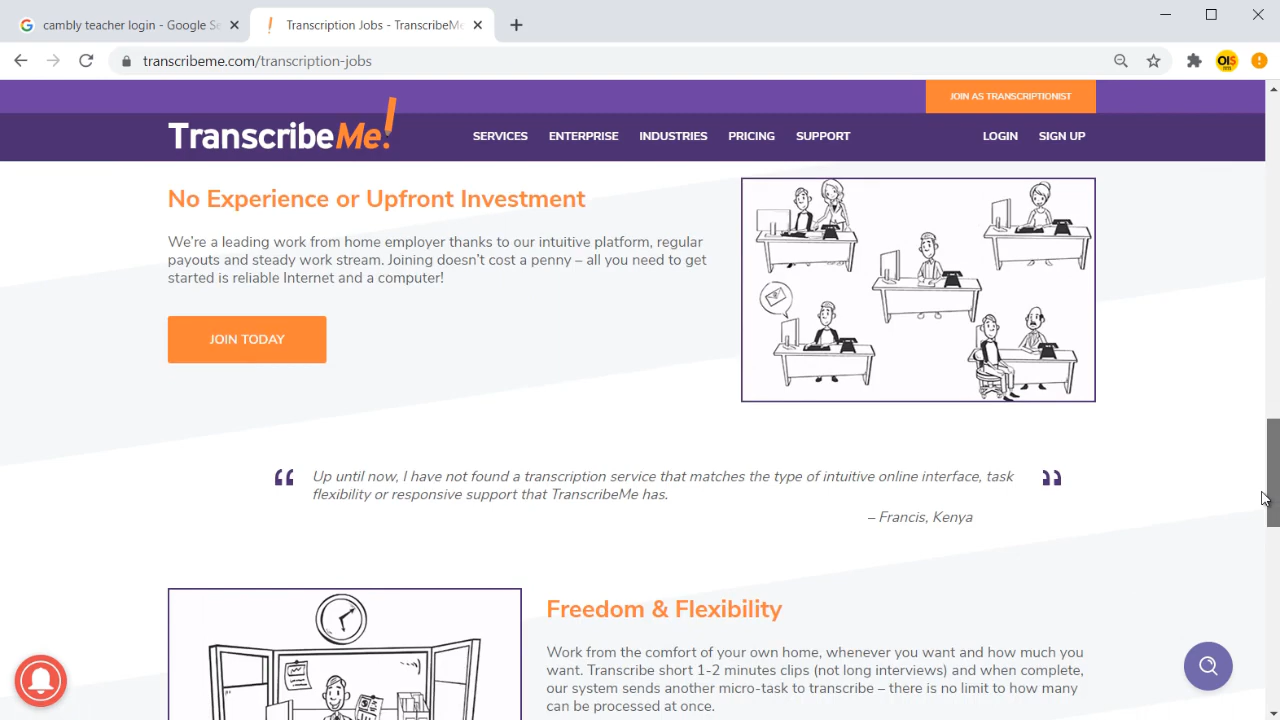 cambly teacher login - Google Se
Transcription Jobs - TranscribeMe
transcribeme.com/transcription-jobs
OIS
JOIN AS TRANSCRIPTIONIST
TranscribeMe!
SERVICES ENTERPRISE INDUSTRIES PRICING SUPPORT LOGIN SIGN UP
No Experience or Upfront Investment
We're a leading work from home employer thanks to our intuitive platform, regular
payouts and steady work stream. Joining doesn't cost a penny – all you need to get
started is reliable Internet and a computer!
JOIN TODAY
“ Up until now, I have not found a transcription service that matches the type of intuitive online interface, task ”
flexibility or responsive support that TranscribeMe has.
– Francis, Kenya
Freedom & Flexibility
Work from the comfort of your own home, whenever you want and how much you
want. Transcribe short 1-2 minutes clips (not long interviews) and when complete,
our system sends another micro-task to transcribe – there is no limit to how many
can be processed at once.